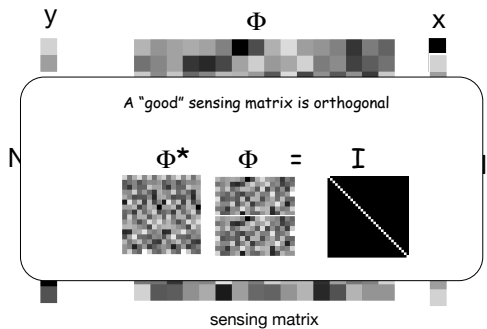 y Φ x
A “good” sensing matrix is orthogonal
N
Φ* Φ = I
sensing matrix